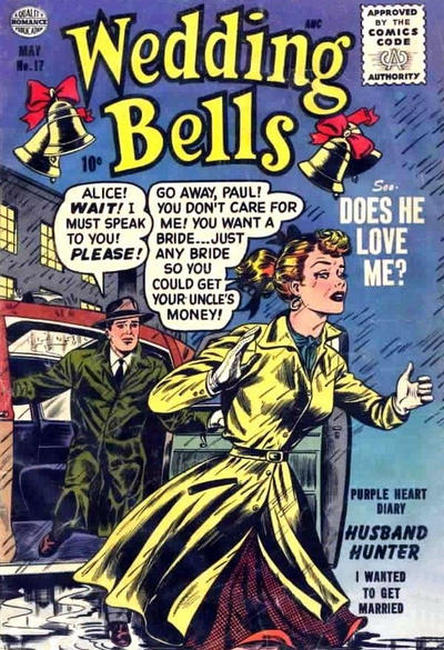 A QUALITY
ROMANCE
PUBLICATION
MAY
No. 17
Wedding
Bells
10¢
ANC
APPROVED
BY THE
COMICS
CODE
CA
AUTHORITY
ALICE!
WAIT! I
MUST SPEAK
TO YOU!
PLEASE!
GO AWAY, PAUL!
YOU DON'T CARE FOR
ME! YOU WANT A
BRIDE...JUST
ANY BRIDE
SO YOU
COULD GET
YOUR UNCLE'S
MONEY!
See-
DOES HE
LOVE
ME?
PURPLE HEART
DIARY
HUSBAND
HUNTER
I WANTED
TO GET
MARRIED